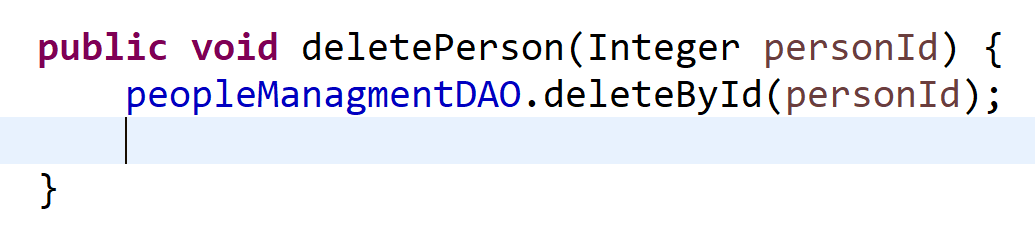 public void deletePerson(Integer personId) {
peopleManagmentDAO.deleteById(personId);
}